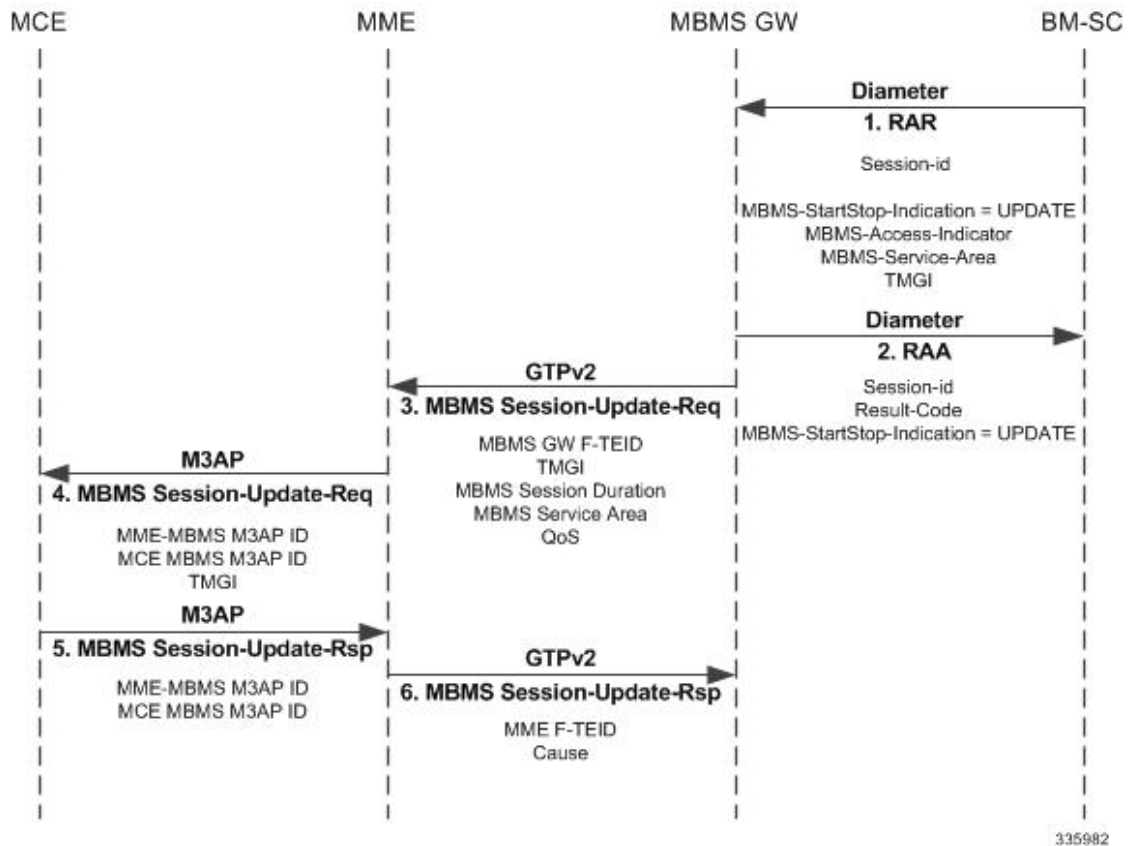 MCE MME MBMS GW BM-SC
Diameter
1. RAR
Session-id
MBMS-StartStop-Indication = UPDATE
MBMS-Access-Indicator
MBMS-Service-Area
TMGI
Diameter
2. RAA
Session-id
Result-Code
MBMS-StartStop-Indication = UPDATE
GTPv2
3. MBMS Session-Update-Req
MBMS GW F-TEID
TMGI
MBMS Session Duration
MBMS Service Area
QoS
M3AP
4. MBMS Session-Update-Req
MME-MBMS M3AP ID
MCE MBMS M3AP ID
TMGI
M3AP
5. MBMS Session-Update-Rsp
MME-MBMS M3AP ID
MCE MBMS M3AP ID
GTPv2
6. MBMS Session-Update-Rsp
MME F-TEID
Cause
335982